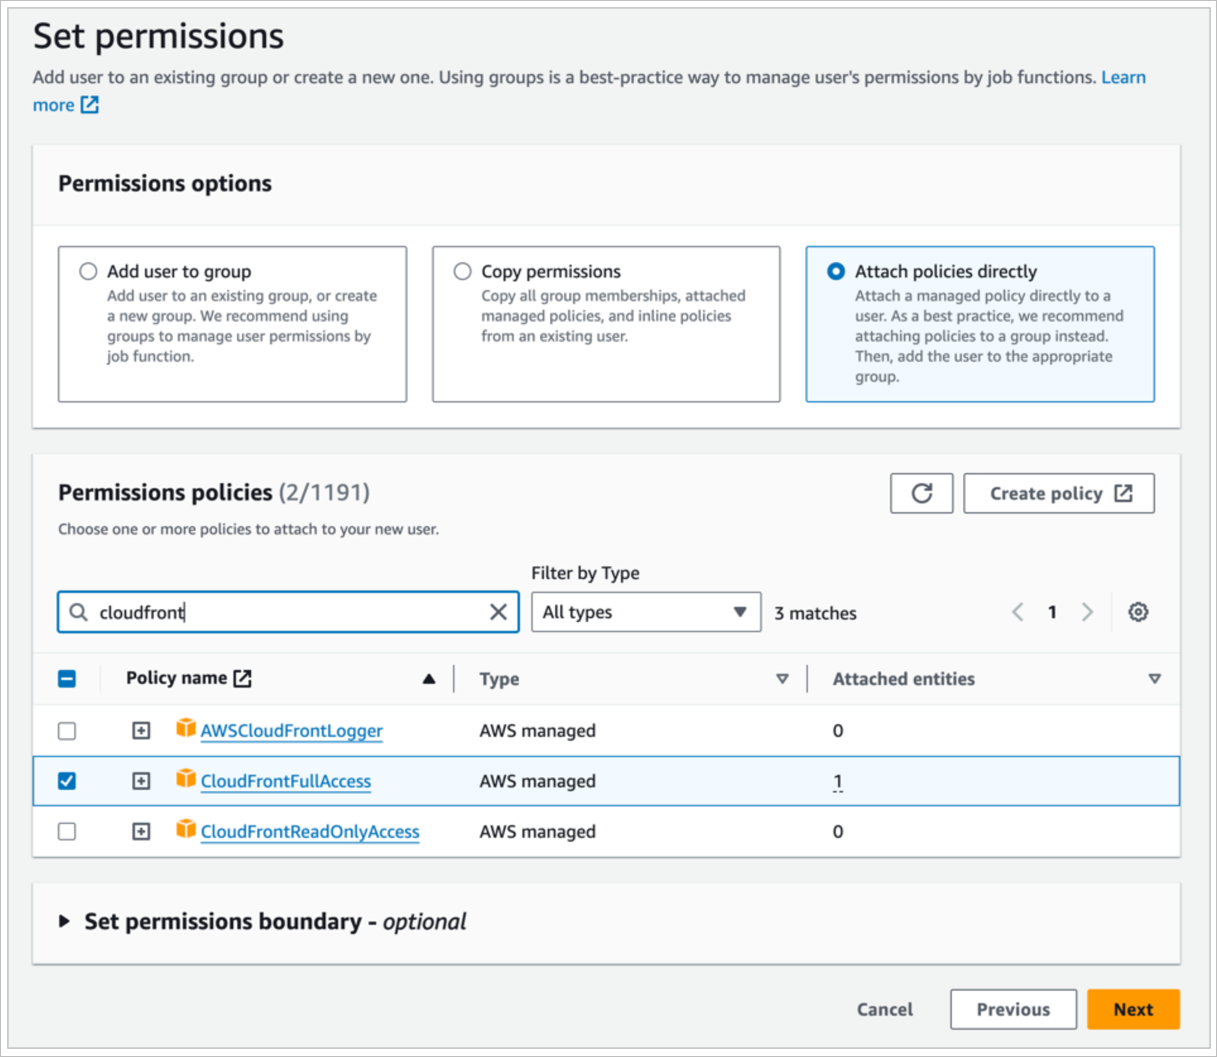 Set permissions
Add user to an existing group or create a new one. Using groups is a best-practice way to manage user's permissions by job functions. Learn
more
Permissions options
Add user to group
Add user to an existing group, or create
a new group. We recommend using
groups to manage user permissions by
job function.
Copy permissions
Copy all group memberships, attached
managed policies, and inline policies
from an existing user.
Attach policies directly
Attach a managed policy directly to a
user. As a best practice, we recommend
attaching policies to a group instead.
Then, add the user to the appropriate
group.
Permissions policies (2/1191)
Create policy
Choose one or more policies to attach to your new user.
Filter by Type
cloudfront
All types
3 matches
1
Policy name
Type
Attached entities
AWSCloudFrontLogger
AWS managed
0
CloudFrontFullAccess
AWS managed
1
CloudFrontReadOnlyAccess
AWS managed
0
Set permissions boundary - optional
Cancel
Previous
Next